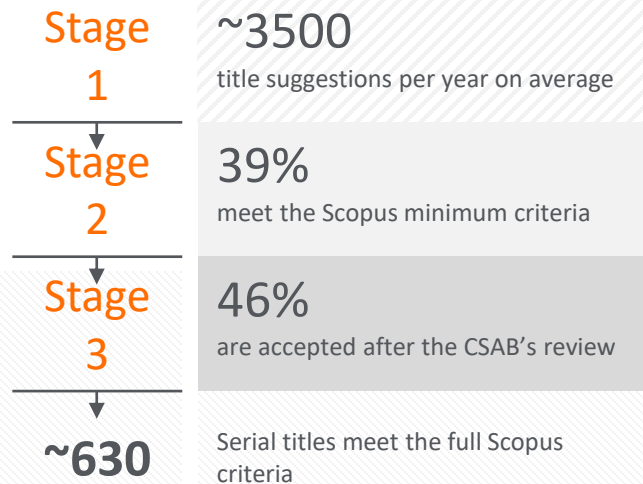 Stage
1
~3500
title suggestions per year on average
Stage
2
39%
meet the Scopus minimum criteria
Stage
3
46%
are accepted after the CSAB’s review
~630
Serial titles meet the full Scopus
criteria